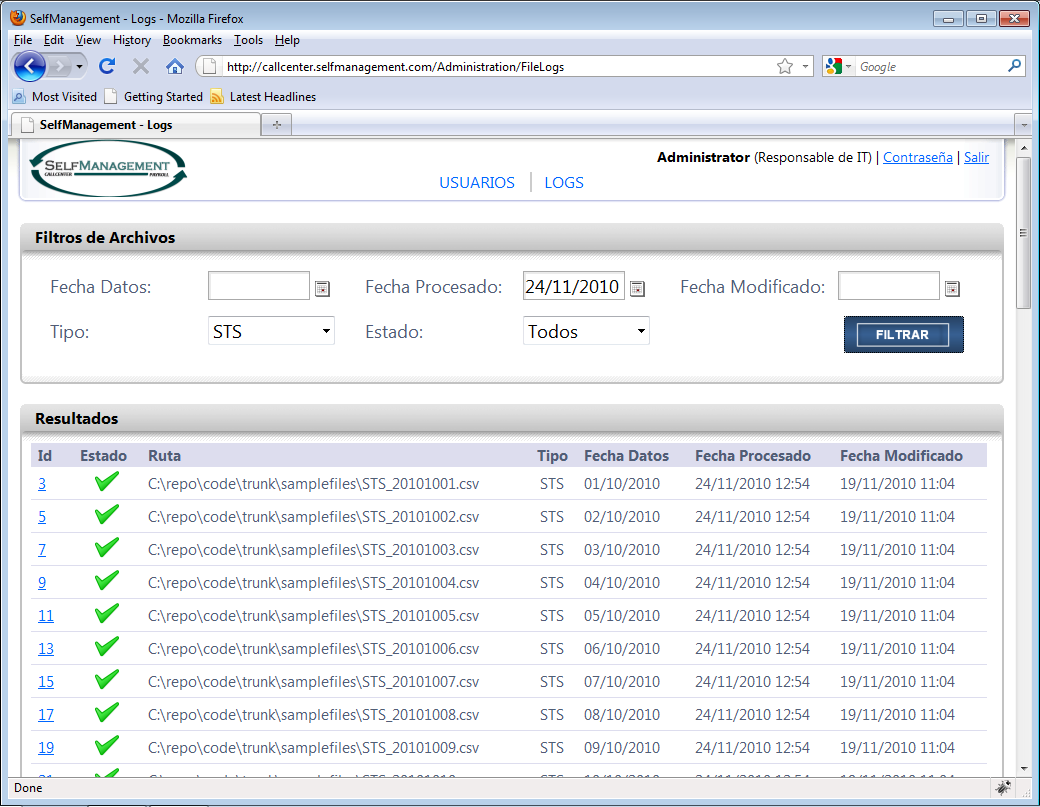 SelfManagement - Logs - Mozilla Firefox
File Edit View History Bookmarks Tools Help
http://callcenter.selfmanagement.com/Administration/FileLogs
Google
Most Visited Getting Started Latest Headlines
SelfManagement - Logs
SELFMANAGEMENT
CALLCENTER PAYROLL
Administrator (Responsable de IT) | Contraseña | Salir
USUARIOS | LOGS
Filtros de Archivos
Fecha Datos: Fecha Procesado: 24/11/2010 Fecha Modificado:
Tipo: STS Estado: Todos FILTRAR
Resultados
Id Estado Ruta Tipo Fecha Datos Fecha Procesado Fecha Modificado
3 C:\repo\code\trunk\samplefiles\STS_20101001.csv STS 01/10/2010 24/11/2010 12:54 19/11/2010 11:04
5 C:\repo\code\trunk\samplefiles\STS_20101002.csv STS 02/10/2010 24/11/2010 12:54 19/11/2010 11:04
7 C:\repo\code\trunk\samplefiles\STS_20101003.csv STS 03/10/2010 24/11/2010 12:54 19/11/2010 11:04
9 C:\repo\code\trunk\samplefiles\STS_20101004.csv STS 04/10/2010 24/11/2010 12:54 19/11/2010 11:04
11 C:\repo\code\trunk\samplefiles\STS_20101005.csv STS 05/10/2010 24/11/2010 12:54 19/11/2010 11:04
13 C:\repo\code\trunk\samplefiles\STS_20101006.csv STS 06/10/2010 24/11/2010 12:54 19/11/2010 11:04
15 C:\repo\code\trunk\samplefiles\STS_20101007.csv STS 07/10/2010 24/11/2010 12:54 19/11/2010 11:04
17 C:\repo\code\trunk\samplefiles\STS_20101008.csv STS 08/10/2010 24/11/2010 12:54 19/11/2010 11:04
19 C:\repo\code\trunk\samplefiles\STS_20101009.csv STS 09/10/2010 24/11/2010 12:54 19/11/2010 11:04
Done